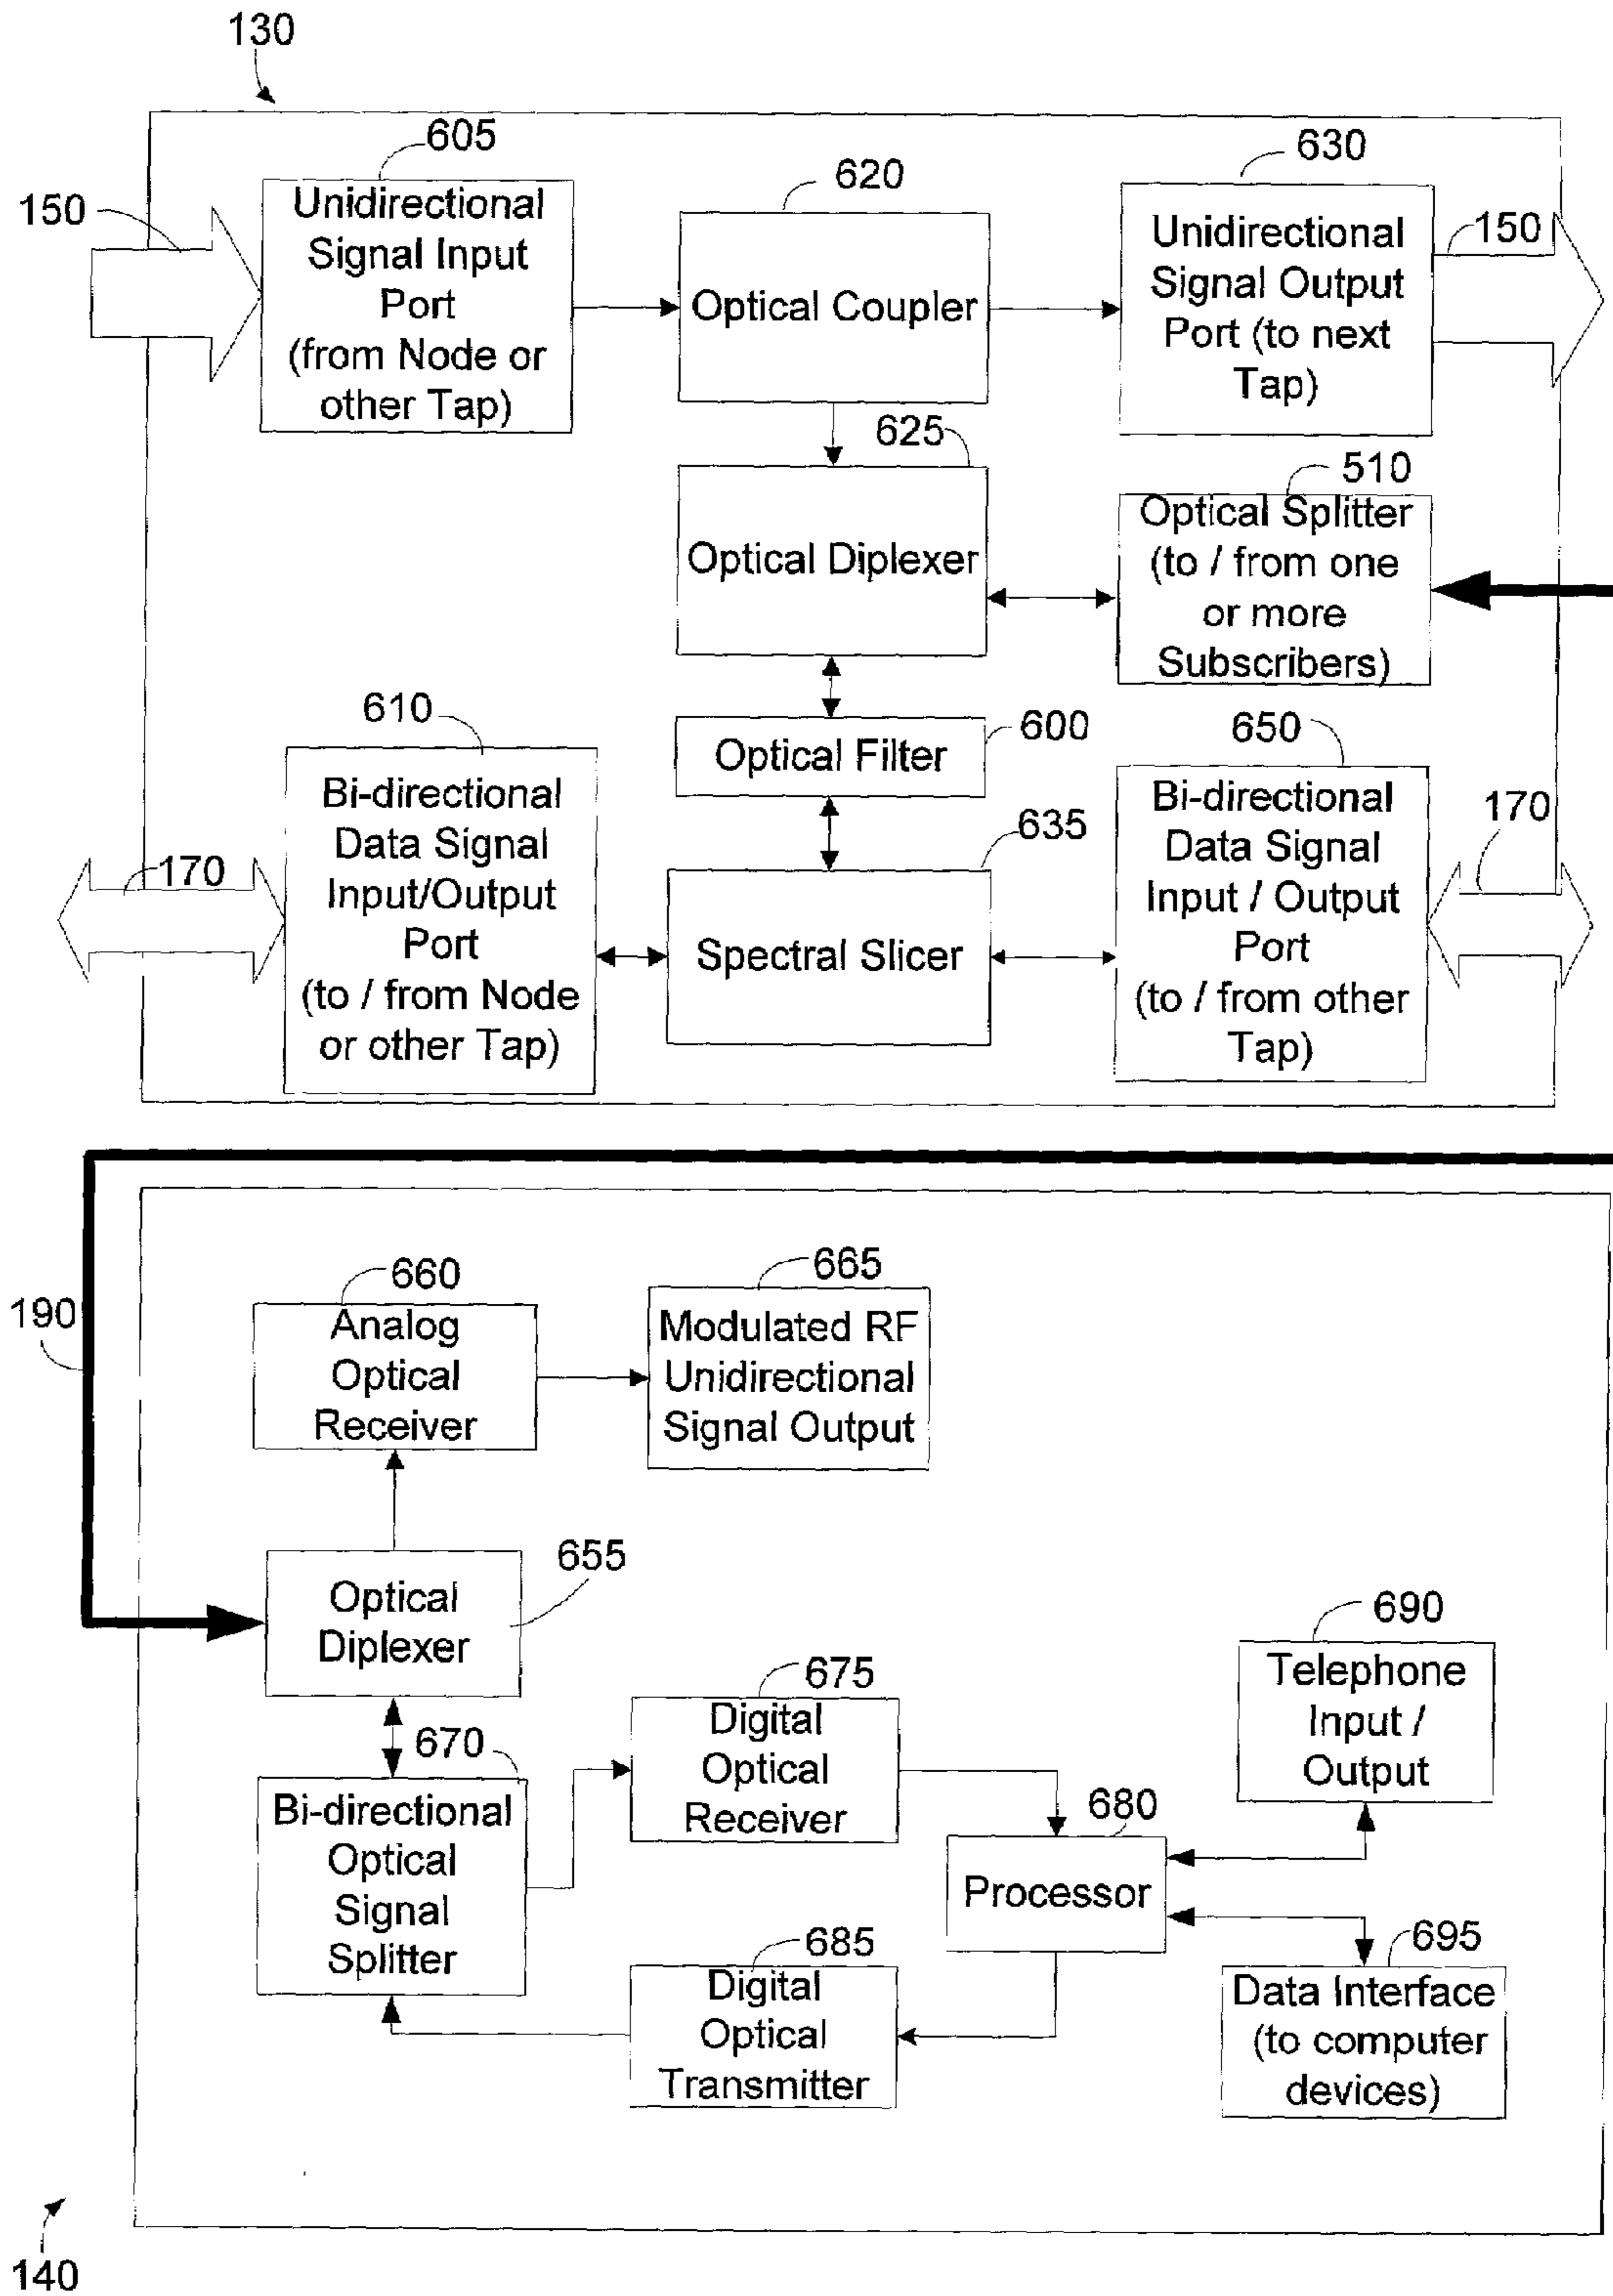 130
605
630
620
150
Unidirectional
Signal Input
Port
(from Node or
other Tap)
Optical Coupler
Unidirectional
Signal Output
Port (to next
Tap)
150
625
510
Optical Diplexer
Optical Splitter
(to / from one
or more
Subscribers)
610
600
650
Optical Filter
Bi-directional
Data Signal
Input/Output
Port
(to / from Node
or other Tap)
170
635
Spectral Slicer
Bi-directional
Data Signal
Input / Output
Port
(to / from other
Tap)
170
190
660
665
Analog
Optical
Receiver
Modulated RF
Unidirectional
Signal Output
655
Optical
Diplexer
690
Telephone
Input /
Output
675
Digital
Optical
Receiver
670
Bi-directional
Optical
Signal
Splitter
680
Processor
685
Digital
Optical
Transmitter
695
Data Interface
(to computer
devices)
140